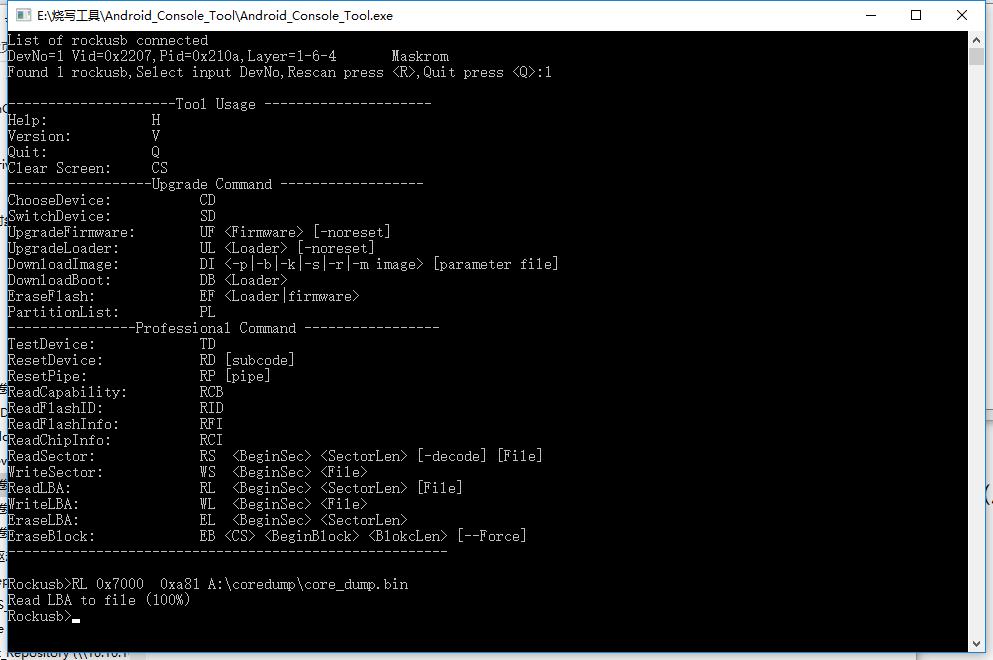 E:\烧写工具\Android_Console_Tool\Android_Console_Tool.exe
List of rockusb connected
DevNo=1 Vid=0x2207,Pid=0x210a,Layer=1-6-4       Maskrom
Found 1 rockusb,Select input DevNo,Rescan press <R>,Quit press <Q>:1
---------------------Tool Usage ---------------------
Help:             H
Version:          V
Quit:             Q
Clear Screen:     CS
------------------Upgrade Command ------------------
ChooseDevice:           CD
SwitchDevice:           SD
UpgradeFirmware:        UF <Firmware> [-noreset]
UpgradeLoader:          UL <Loader> [-noreset]
DownloadImage:          DI <-p|-b|-k|-s|-r|-m image> [parameter file]
DownloadBoot:           DB <Loader>
EraseFlash:             EF <Loader|firmware>
PartitionList:          PL
----------------Professional Command -----------------
TestDevice:             TD
ResetDevice:            RD [subcode]
ResetPipe:              RP [pipe]
ReadCapability:         RCB
ReadFlashID:            RID
ReadFlashInfo:          RFI
ReadChipInfo:           RCI
ReadSector:             RS  <BeginSec> <SectorLen> [-decode] [File]
WriteSector:            WS  <BeginSec> <File>
ReadLBA:                RL  <BeginSec> <SectorLen> [File]
WriteLBA:               WL  <BeginSec> <File>
EraseLBA:               EL  <BeginSec> <SectorLen>
EraseBlock:             EB <CS> <BeginBlock> <BlokcLen> [--Force]
-------------------------------------------------------
Rockusb>RL 0x7000  0xa81 A:\coredump\core_dump.bin
Read LBA to file (100%)
Rockusb>